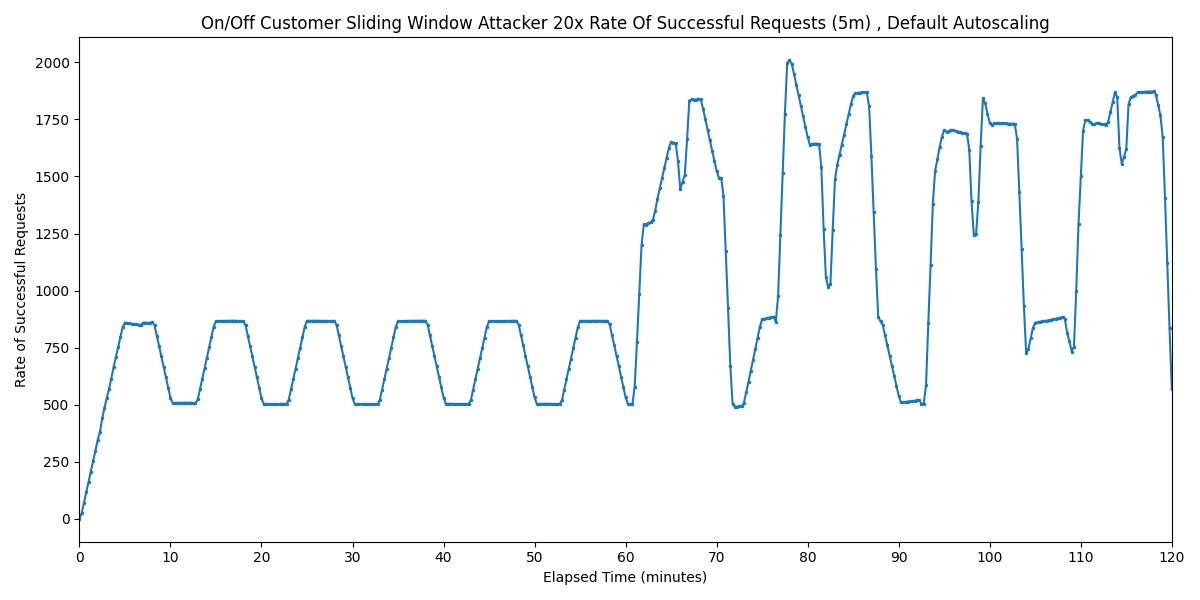 On/Off Customer Sliding Window Attacker 20x Rate Of Successful Requests (5m) , Default Autoscaling
2000
1750
1500
1250
1000
750
500
250
0
Rate of Successful Requests
0 10 20 30 40 50 60 70 80 90 100 110 120
Elapsed Time (minutes)